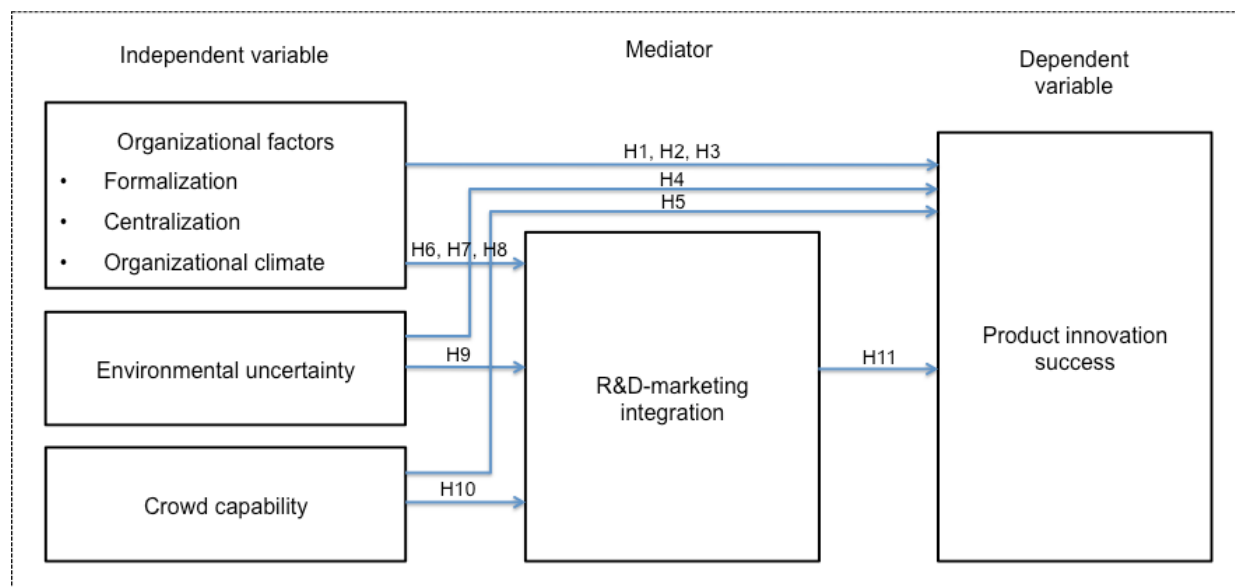 Independent variable
Mediator
Dependent
variable
Organizational factors
• Formalization
• Centralization
• Organizational climate
H1, H2, H3
H4
H5
H6, H7, H8
Environmental uncertainty
H9
Crowd capability
H10
R&D-marketing
integration
H11
Product innovation
success